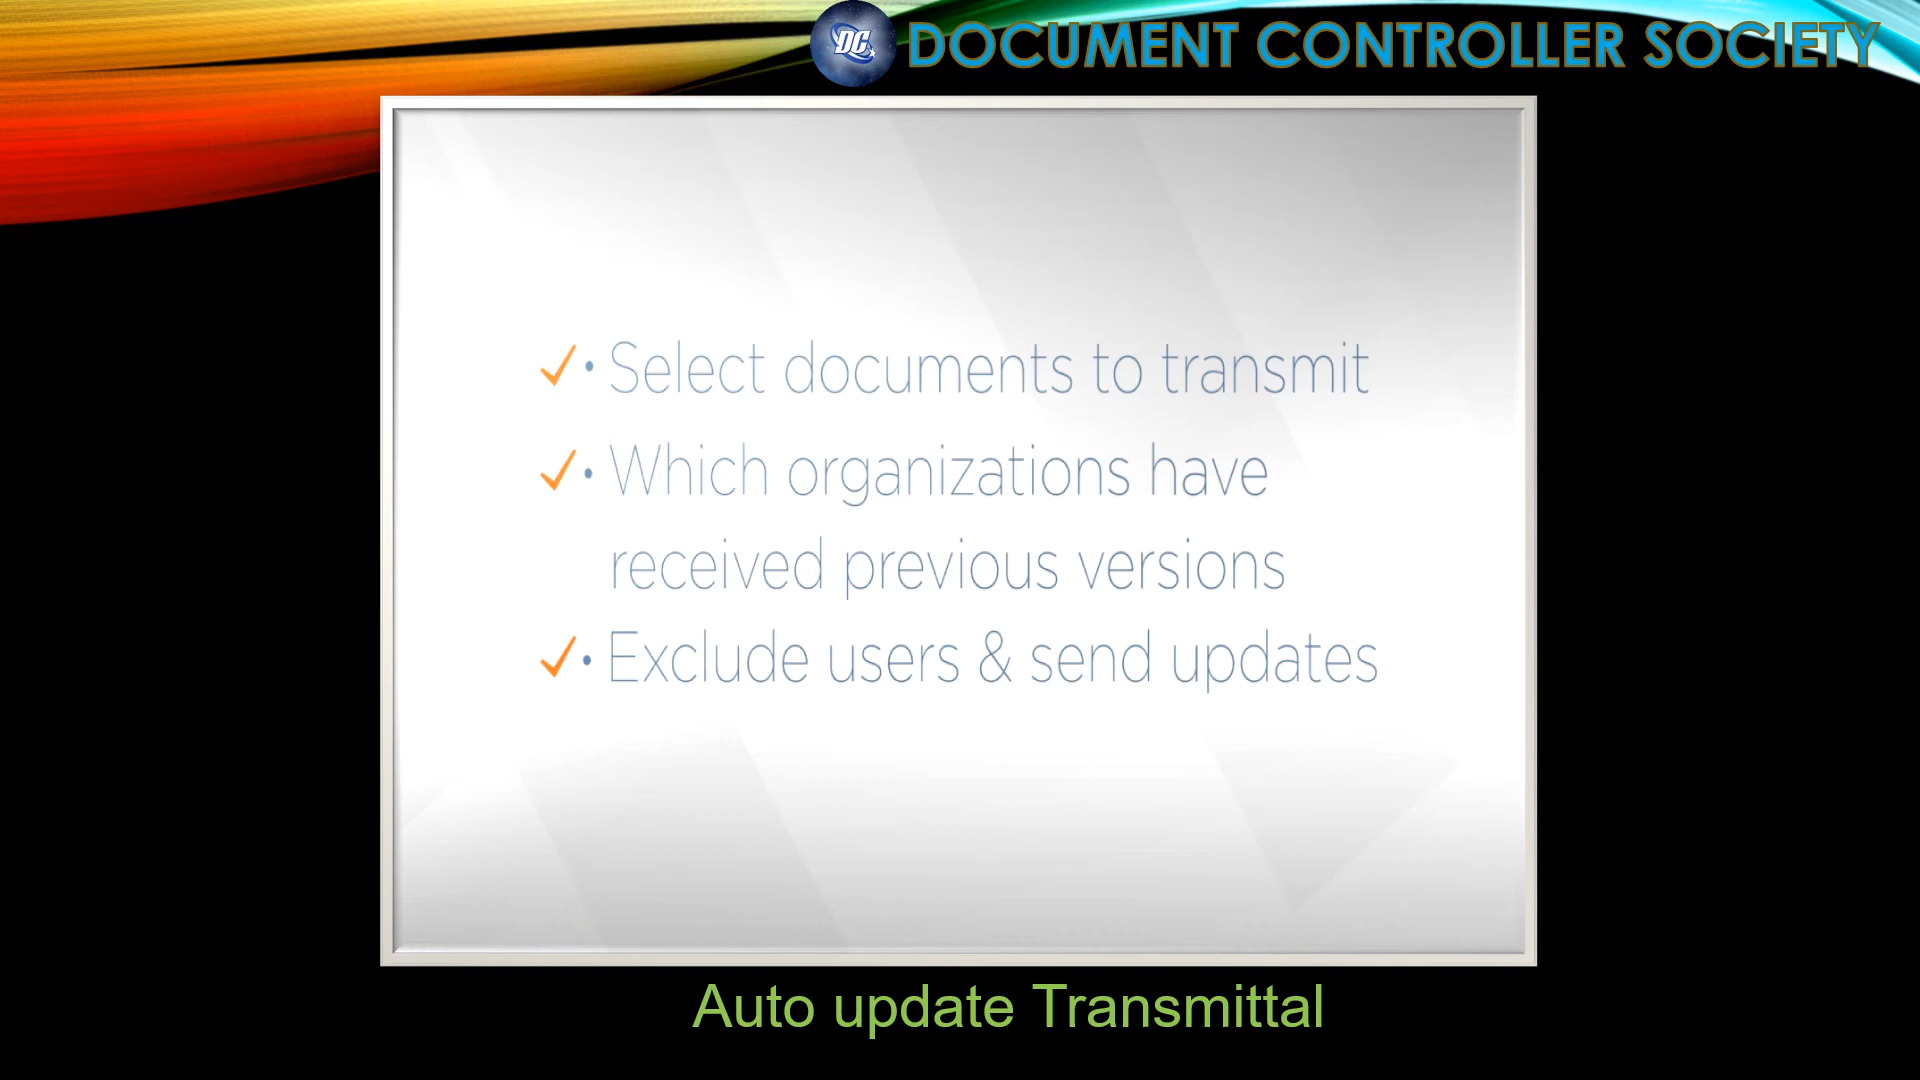 DC
DOCUMENT CONTROLLER SOCIETY
✓• Select documents to transmit
✓• Which organizations have
received previous versions
✓• Exclude users & send updates
Auto update Transmittal